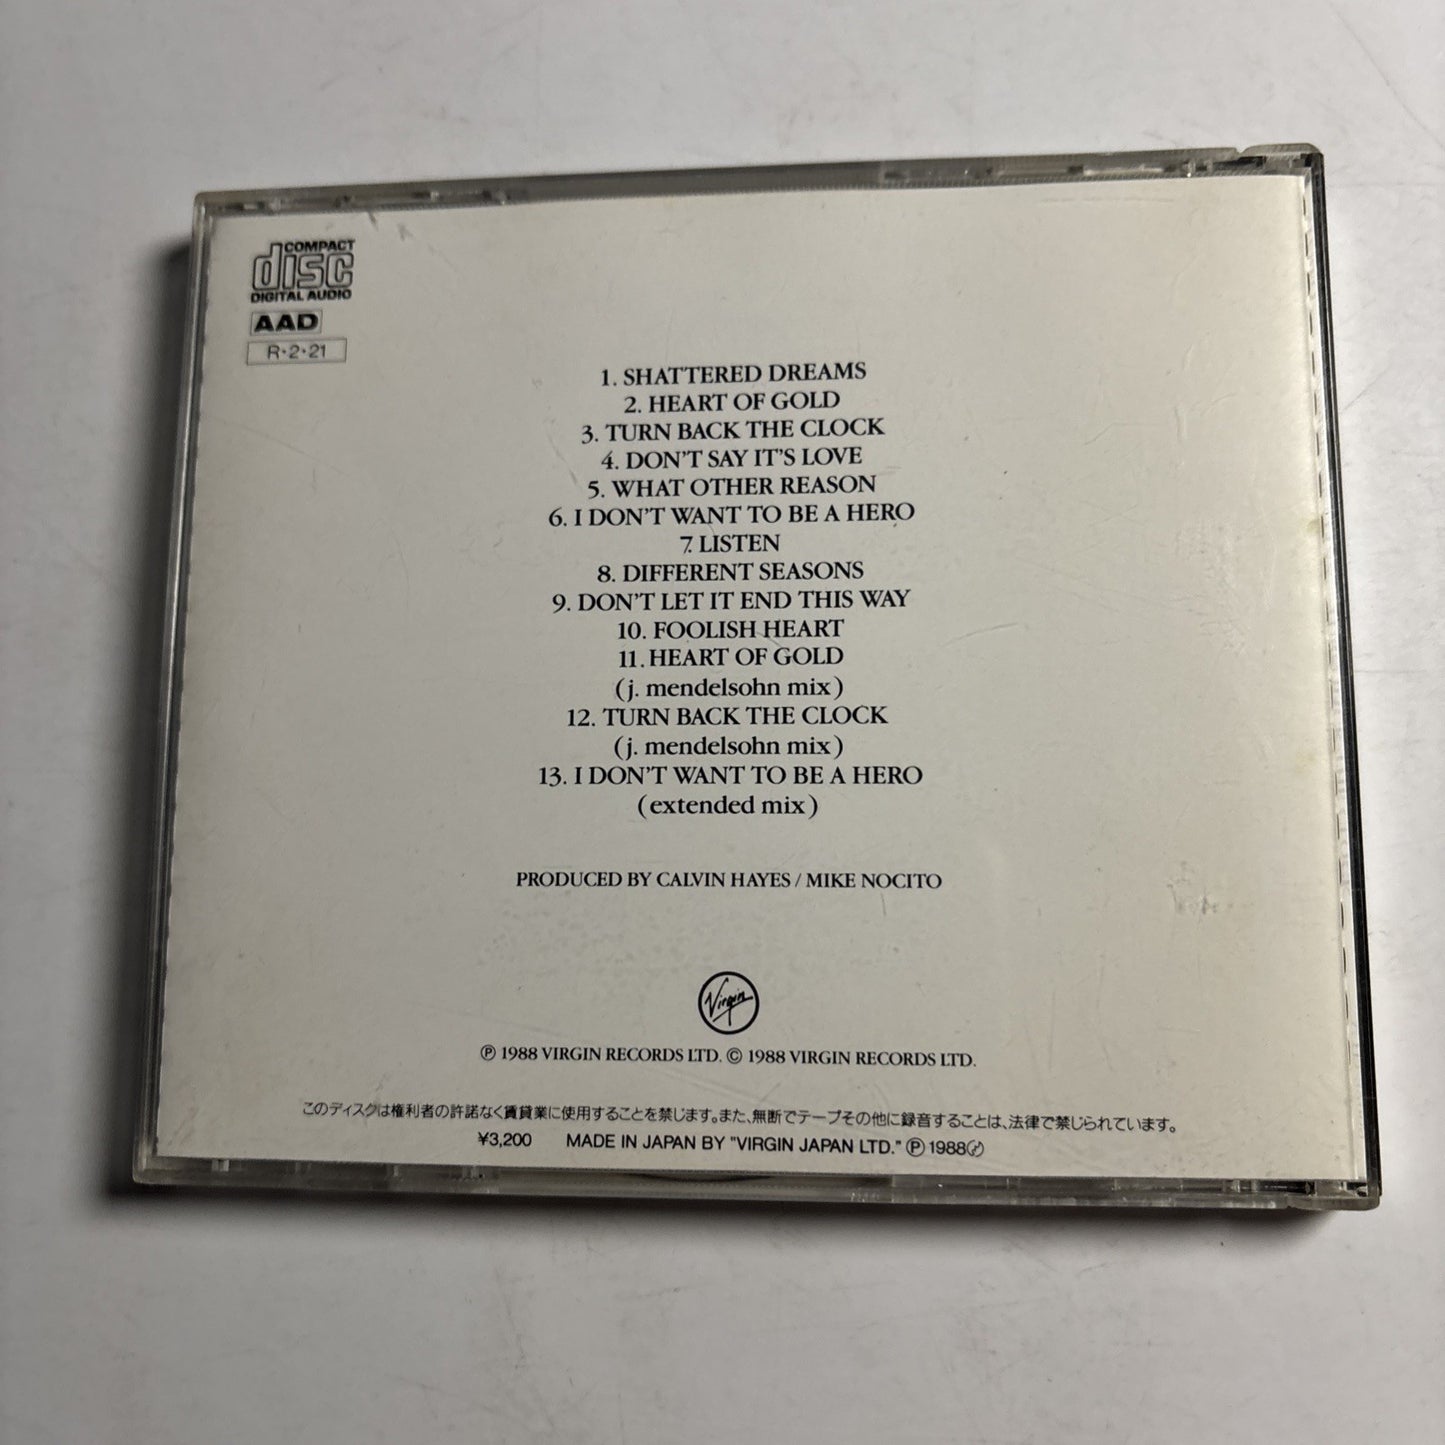 COMPACT
disc
DIGITAL AUDIO
AAD
R・2・21
1. SHATTERED DREAMS
2. HEART OF GOLD
3. TURN BACK THE CLOCK
4. DON'T SAY IT'S LOVE
5. WHAT OTHER REASON
6. I DON'T WANT TO BE A HERO
7. LISTEN
8. DIFFERENT SEASONS
9. DON'T LET IT END THIS WAY
10. FOOLISH HEART
11. HEART OF GOLD
(j. mendelsohn mix)
12. TURN BACK THE CLOCK
(j. mendelsohn mix)
13. I DON'T WANT TO BE A HERO
(extended mix)
PRODUCED BY CALVIN HAYES / MIKE NOCITO
Virgin
Ⓟ 1988 VIRGIN RECORDS LTD. © 1988 VIRGIN RECORDS LTD.
このディスクは権利者の許諾なく賃貸業に使用することを禁じます。また、無断でテープその他に録音することは、法律で禁じられています。
¥3,200 MADE IN JAPAN BY "VIRGIN JAPAN LTD." Ⓟ 1988